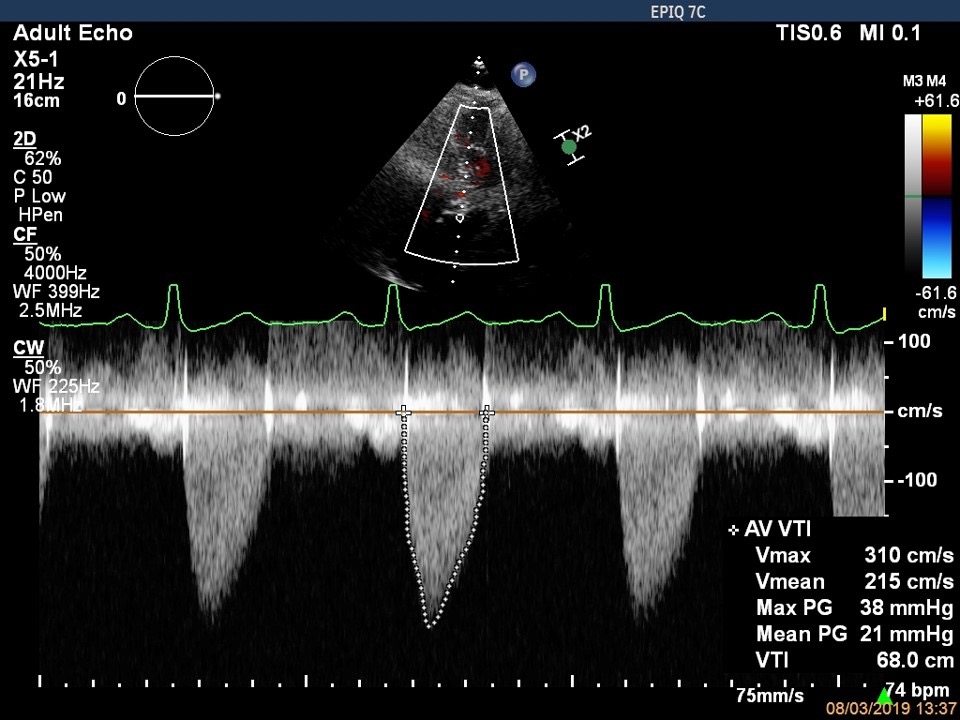 EPIQ 7C
Adult Echo
TIS0.6 MI 0.1
X5-1
21Hz
16cm
0
P
X2
M3 M4
+61.6
2D
62%
C 50
P Low
HPen
CF
50%
4000Hz
WF 399Hz
2.5MHz
-61.6
cm/s
CW
50%
WF 225Hz
1.8MHz
100
cm/s
-100
AV VTI
Vmax 310 cm/s
Vmean 215 cm/s
Max PG 38 mmHg
Mean PG 21 mmHg
VTI 68.0 cm
75mm/s
74 bpm
08/03/2019 13:37